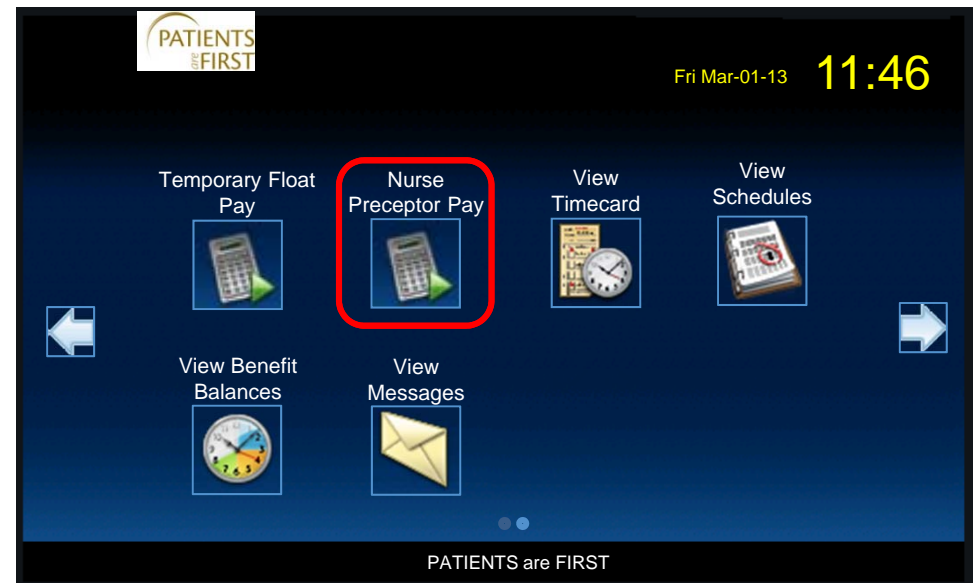 PATIENTS
are FIRST
Fri Mar-01-13 11:46
Temporary Float
Pay
Nurse
Preceptor Pay
View
Timecard
View
Schedules
View Benefit
Balances
View
Messages
PATIENTS are FIRST